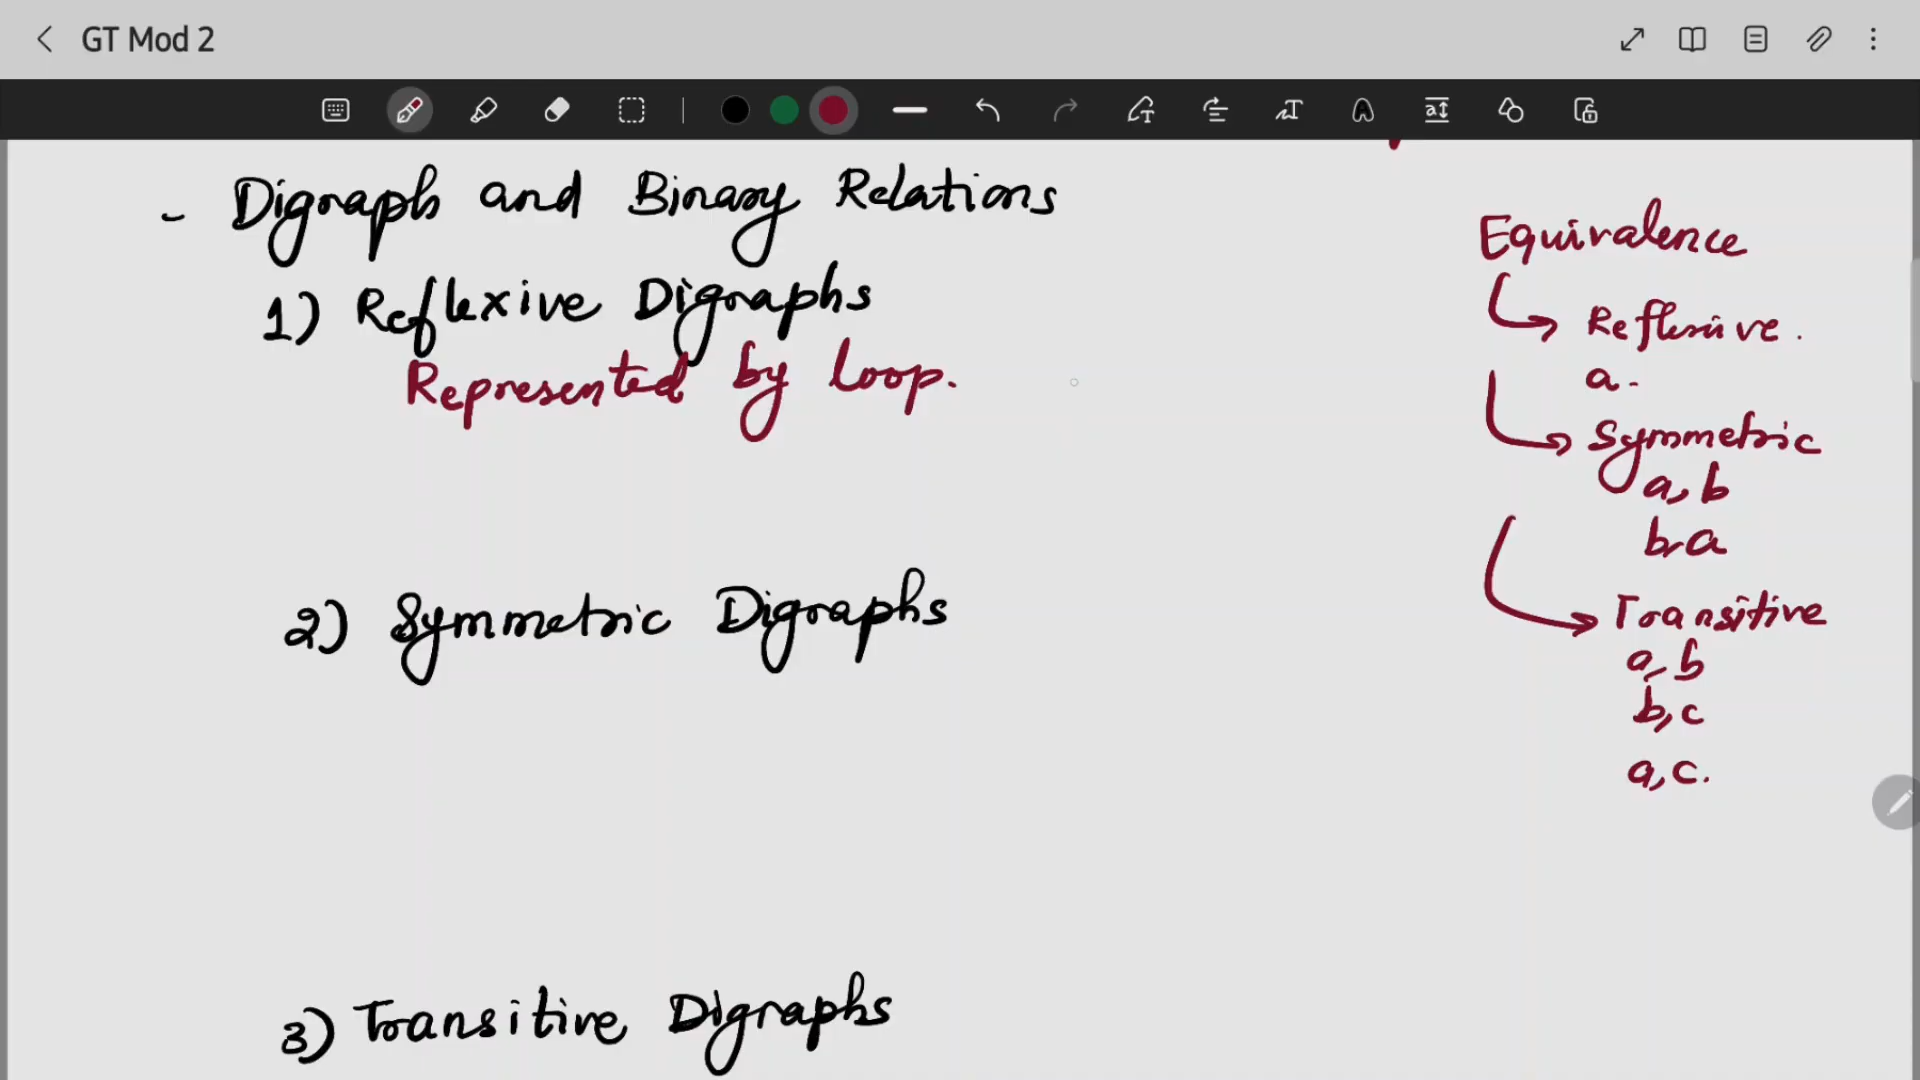 GT Mod 2
- Digraph and Binary Relations
1) Reflexive Digraphs
Represented by loop.
2) Symmetric Digraphs
3) Transitive Digraphs
Equivalence
Reflexive.
a.
Symmetric
a, b
b, a
Transitive
a, b
b, c
a, c.